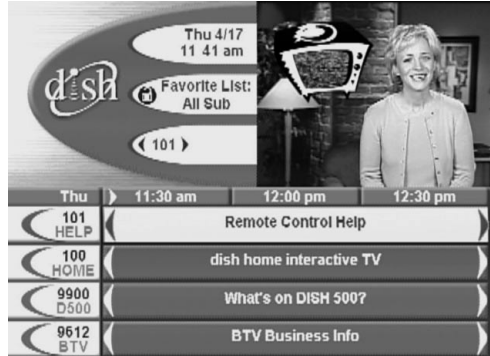 Thu 4/17
11 41 am
dish
Favorite List:
All Sub
101
Thu 11:30 am 12:00 pm 12:30 pm
101
HELP
Remote Control Help
100
HOME
dish home interactive TV
9900
D500
What's on DISH 500?
9612
BTV
BTV Business Info